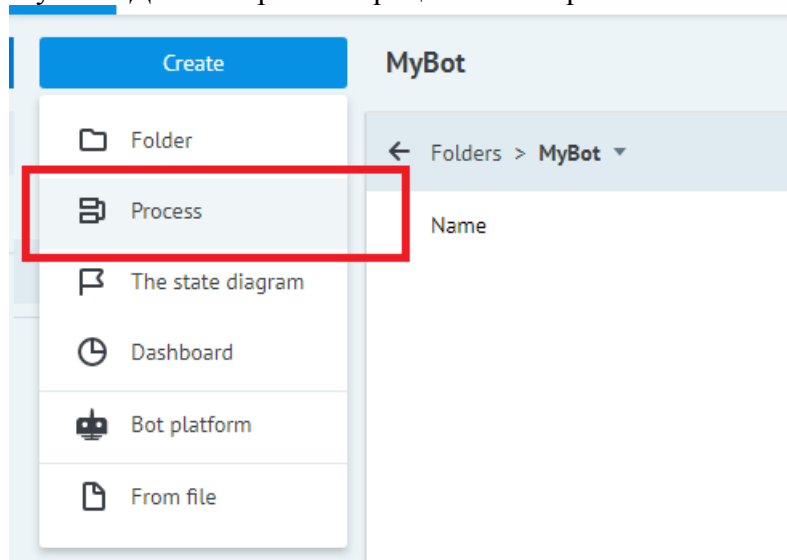 Create
MyBot
Folder
Folders > MyBot
Process
Name
The state diagram
Dashboard
Bot platform
From file